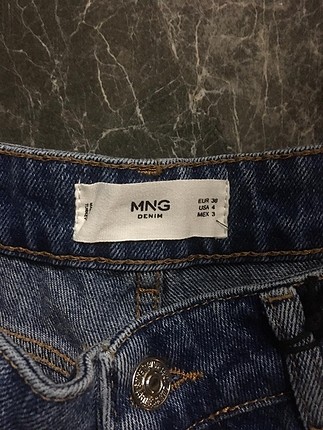 MNG
DENIM
EUR 36
USA 4
MEX 3